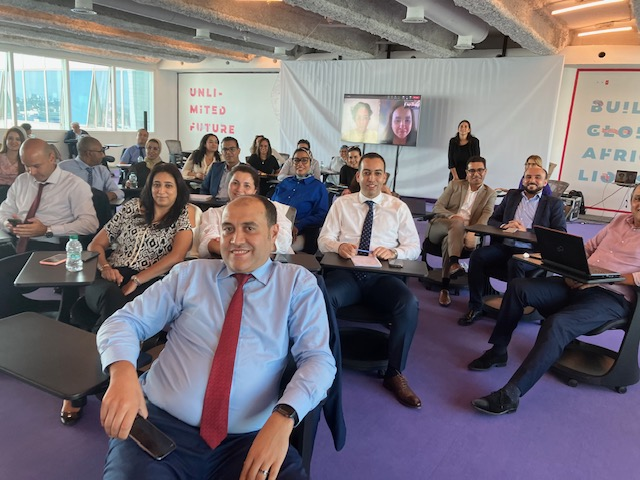 UNLI-
MITED
FUTURE
BUIL
GLO
AFRI
LIO